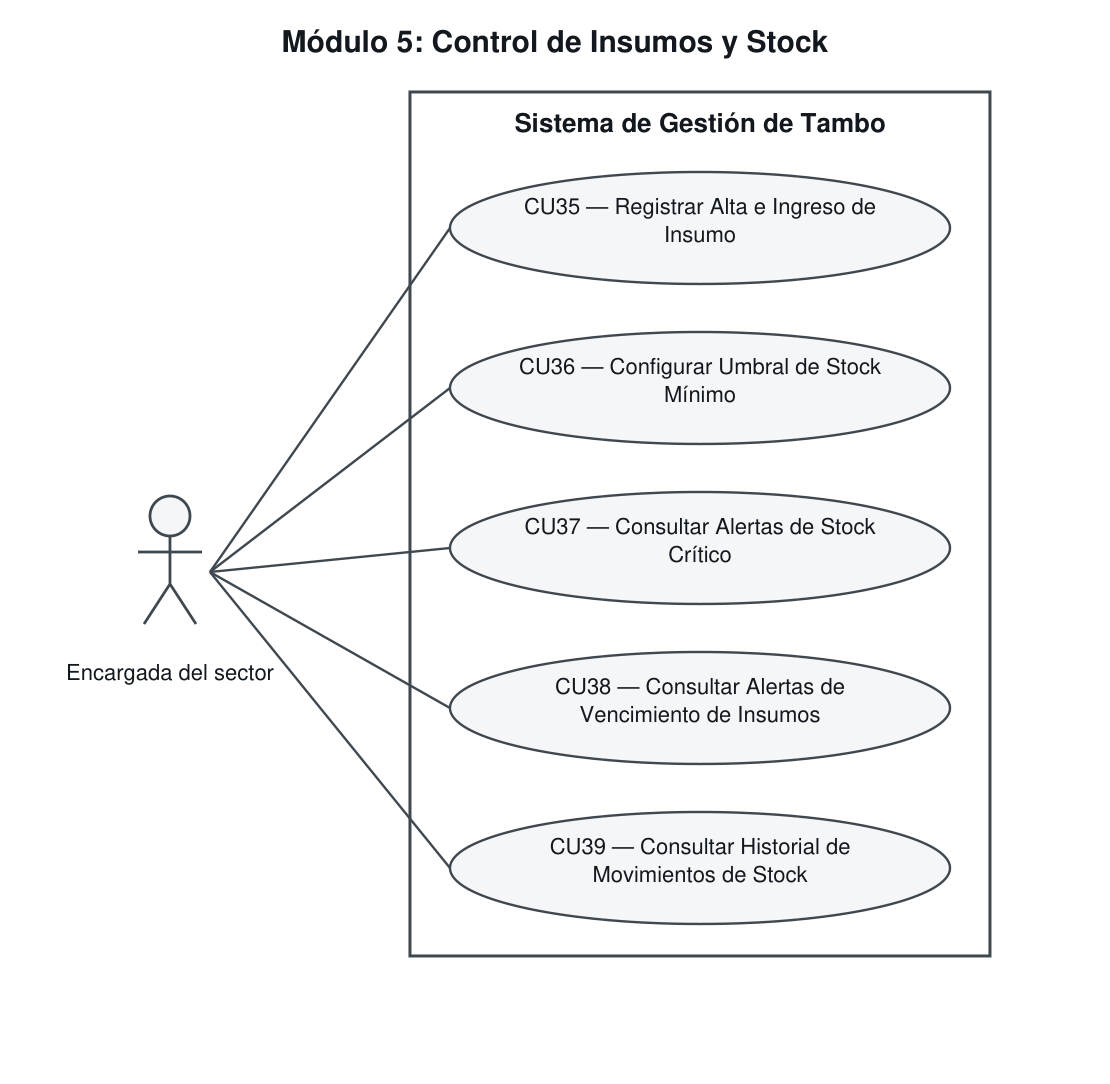 Módulo 5: Control de Insumos y Stock
Sistema de Gestión de Tambo
CU35 — Registrar Alta e Ingreso de
Insumo
CU36 — Configurar Umbral de Stock
Mínimo
CU37 — Consultar Alertas de Stock
Crítico
Encargada del sector
CU38 — Consultar Alertas de
Vencimiento de Insumos
CU39 — Consultar Historial de
Movimientos de Stock